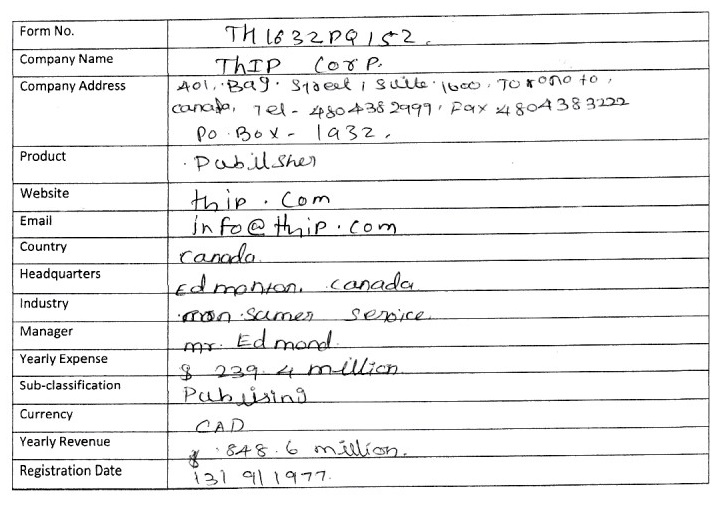 Form No. TH1632PQ152.
Company Name ThIP Corp.
Company Address 401, Bay. Street, Suite. 1600. Toronto,
Canada, Tel - 4804382999, Fax 4804383222
PO. Box - 1932.
Product Pubillsher
Website thip. Com
Email info@thip.com
Country Canada
Headquarters Edmonton, Canada
Industry Service.
Manager mr. Edmond.
Yearly Expense $ 239.4 million
Sub-classification Publising
Currency CAD
Yearly Revenue $ 848.6 million.
Registration Date 13/9/1977.